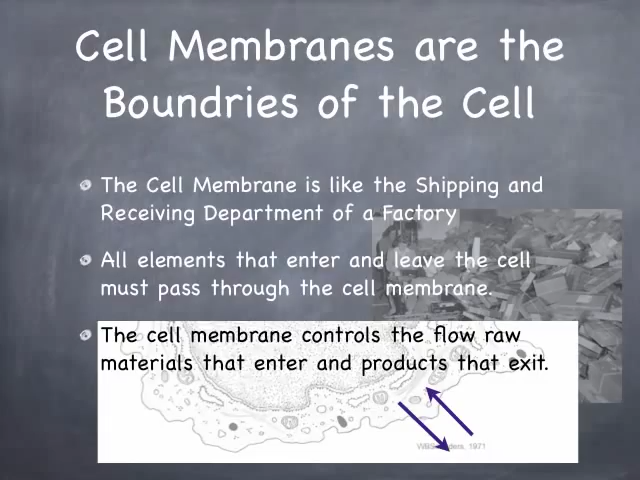 Cell Membranes are the
Boundries of the Cell
The Cell Membrane is like the Shipping and
Receiving Department of a Factory
All elements that enter and leave the cell
must pass through the cell membrane.
The cell membrane controls the flow raw
materials that enter and products that exit.
1971